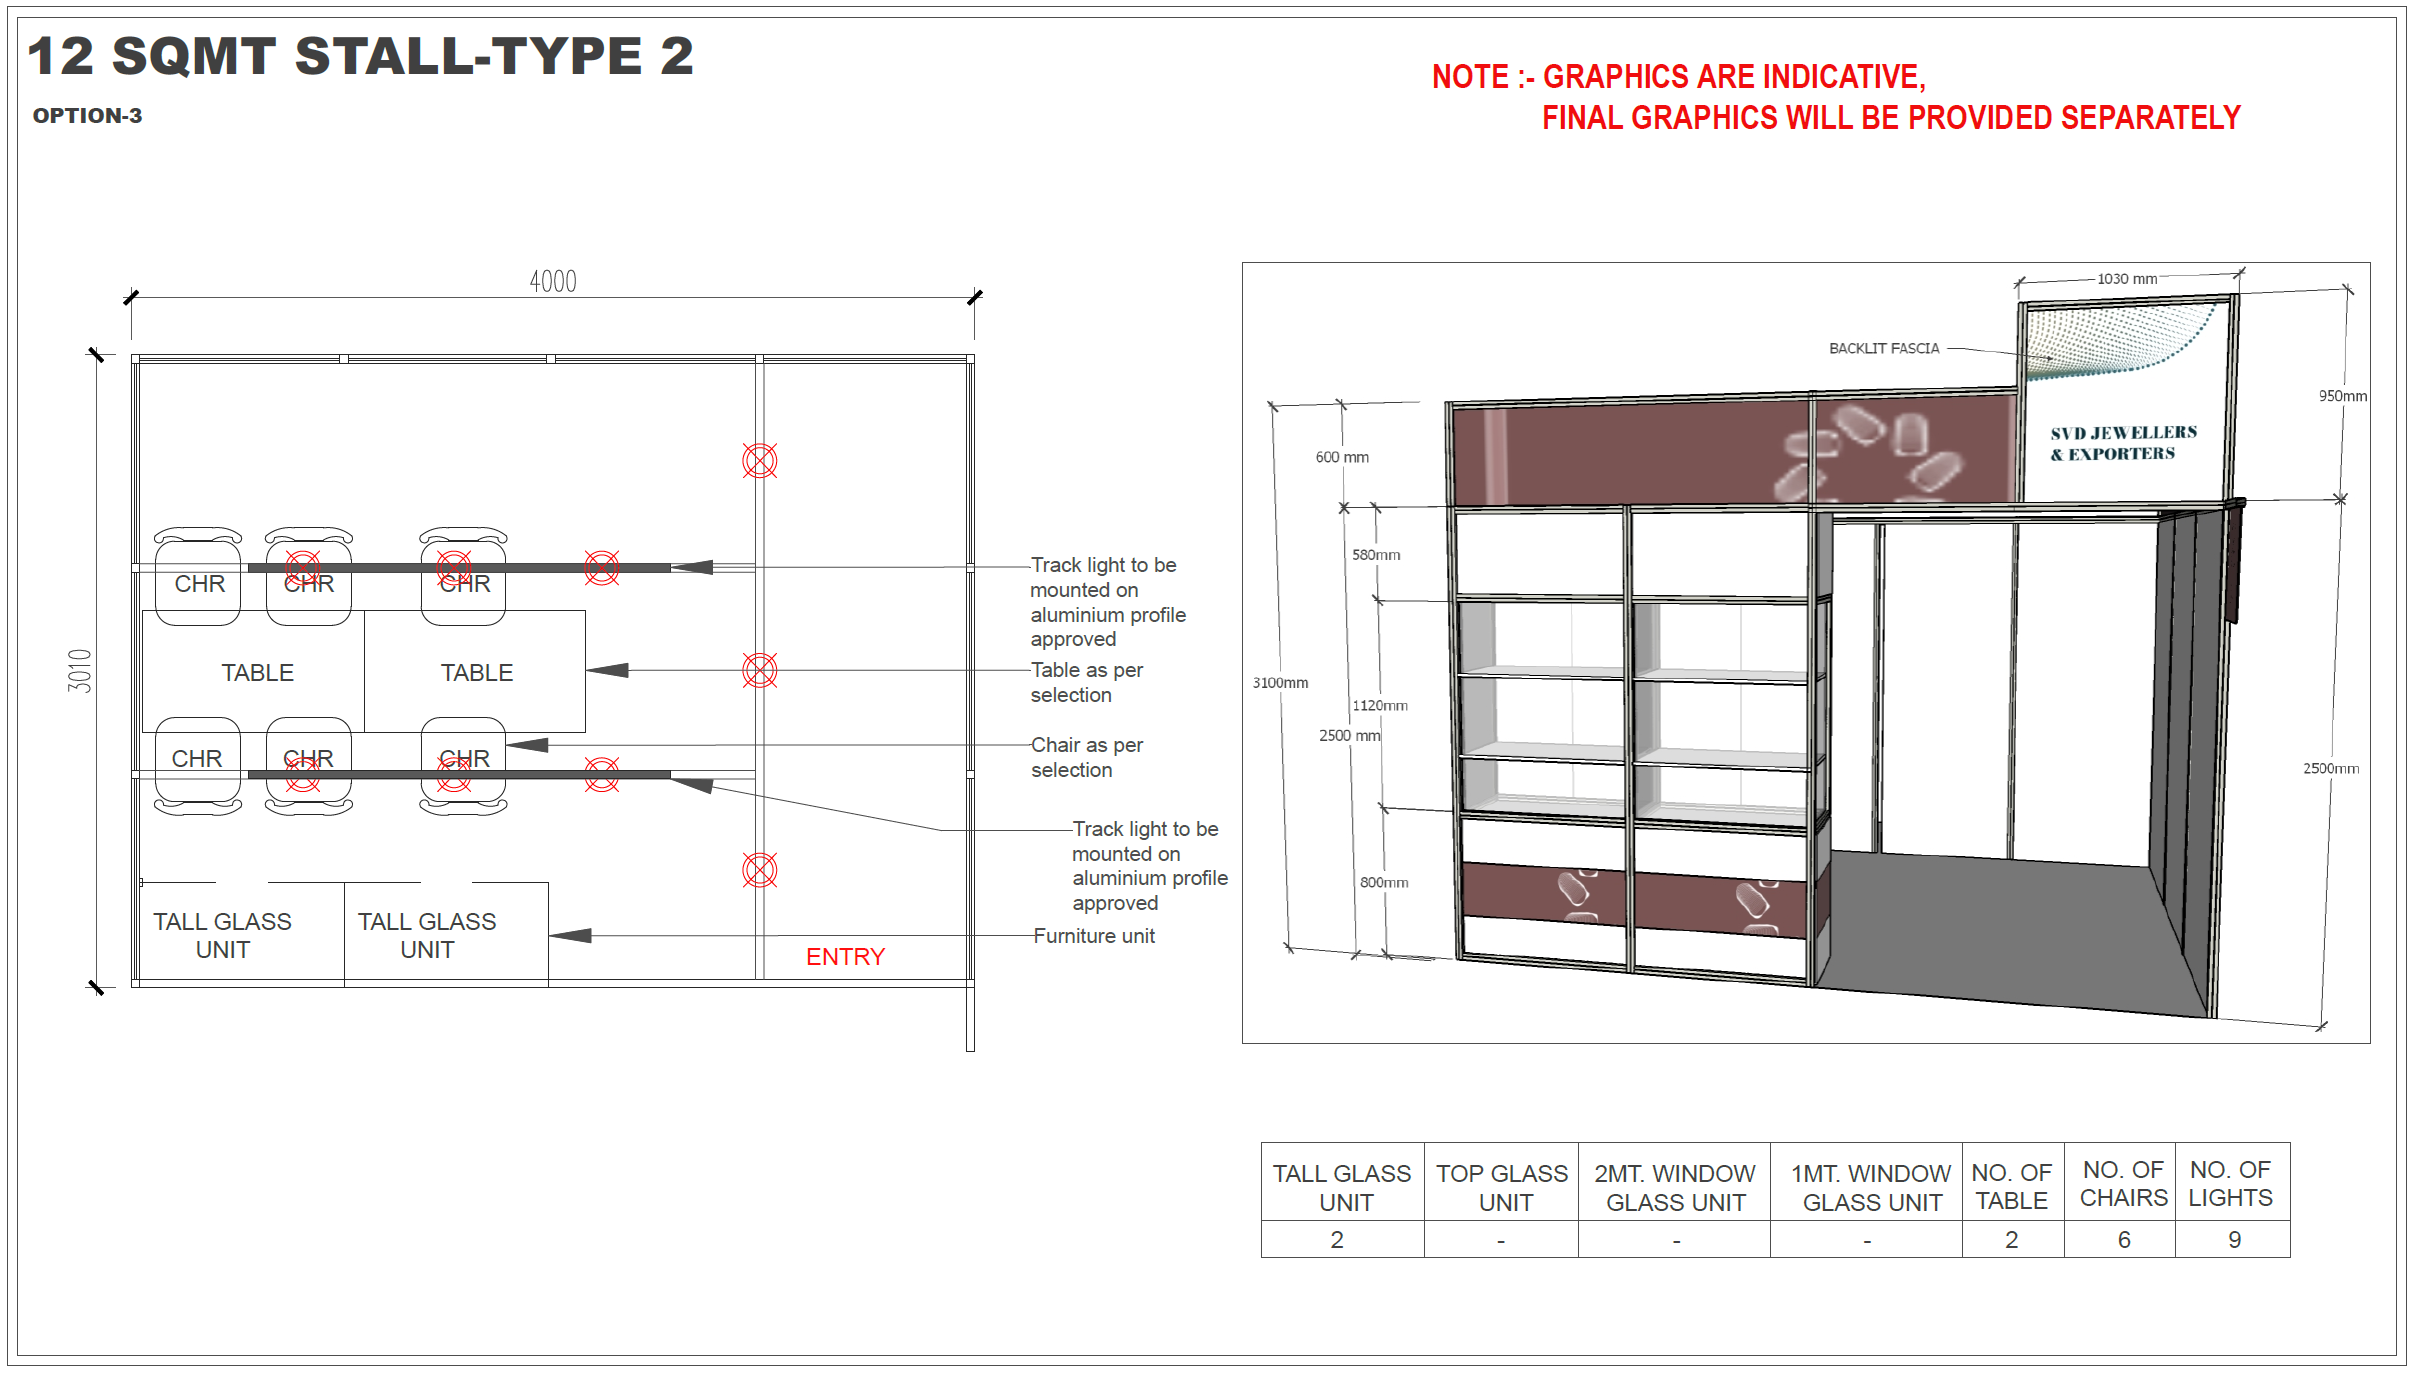 12 SQMT STALL-TYPE 2
OPTION-3
NOTE :- GRAPHICS ARE INDICATIVE,
FINAL GRAPHICS WILL BE PROVIDED SEPARATELY
4000
3010
CHR
CHR
CHR
TABLE
TABLE
CHR
CHR
CHR
TALL GLASS
UNIT
TALL GLASS
UNIT
ENTRY
Track light to be
mounted on
aluminium profile
approved
Table as per
selection
Chair as per
selection
Track light to be
mounted on
aluminium profile
approved
Furniture unit
1030 mm
BACKLIT FASCIA
950mm
SVD JEWELLERS
& EXPORTERS
600 mm
580mm
3100mm
1120mm
2500 mm
2500mm
800mm
TALL GLASS
UNIT
TOP GLASS
UNIT
2MT. WINDOW
GLASS UNIT
1MT. WINDOW
GLASS UNIT
NO. OF
TABLE
NO. OF
CHAIRS
NO. OF
LIGHTS
2 - - - 2 6 9